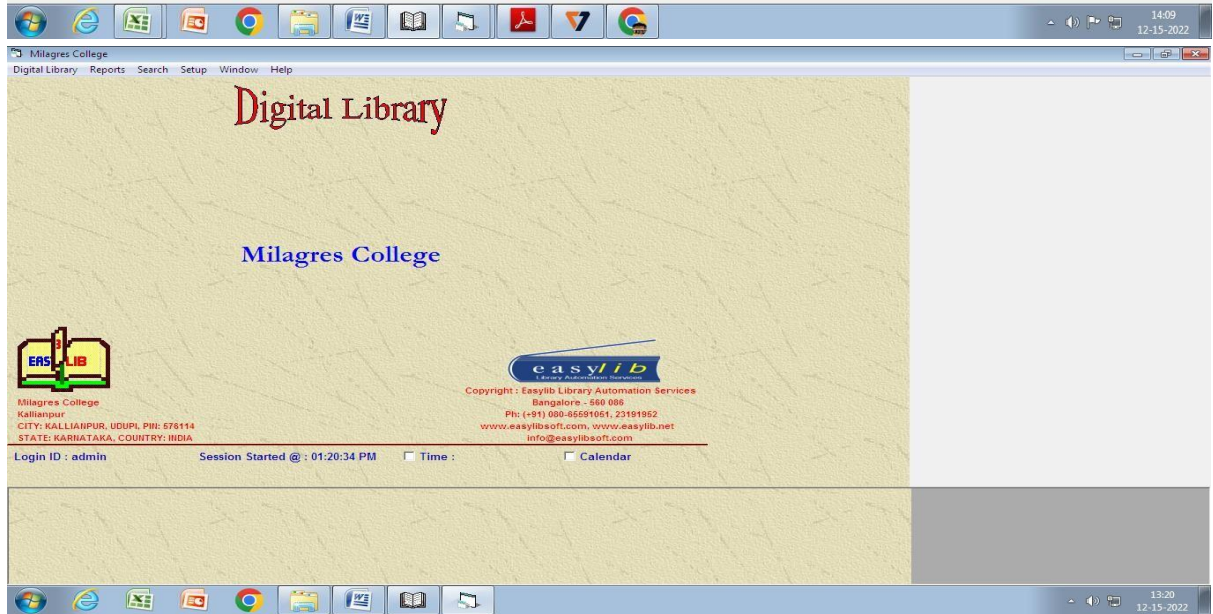 14:09
12-15-2022
Milagres College
Digital Library Reports Search Setup Window Help
Digital Library
Milagres College
EASY LIB
easylib
Library Automation Services
Milagres College
Kallianpur
CITY: KALLIANPUR, UDUPI, PIN: 576114
STATE: KARNATAKA, COUNTRY: INDIA
Copyright : Easylib Library Automation Services
Bangalore - 560 086
Ph: (+91) 080-65591051, 23191952
www.easylibsoft.com, www.easylib.net
info@easylibsoft.com
Login ID : admin Session Started @ : 01:20:34 PM Time : Calendar
13:20
12-15-2022